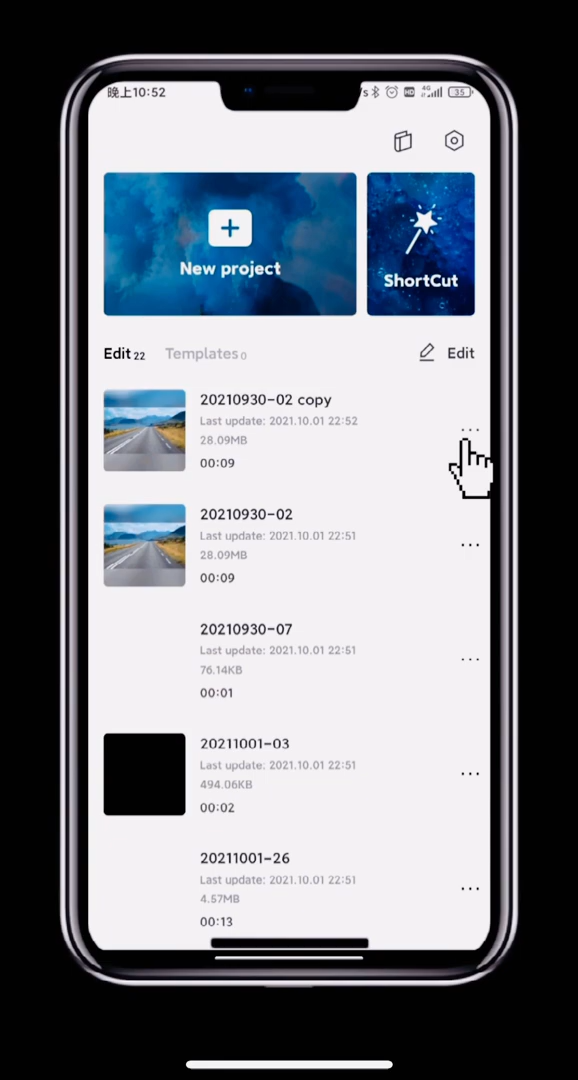 晚上10:52
/s HD 4G 35
New project
ShortCut
Edit 22 Templates 0 Edit
20210930-02 copy
Last update: 2021.10.01 22:52
28.09MB
00:09
...
20210930-02
Last update: 2021.10.01 22:51
28.09MB
00:09
...
20210930-07
Last update: 2021.10.01 22:51
76.14KB
00:01
...
20211001-03
Last update: 2021.10.01 22:51
494.06KB
00:02
...
20211001-26
Last update: 2021.10.01 22:51
4.57MB
00:13
...